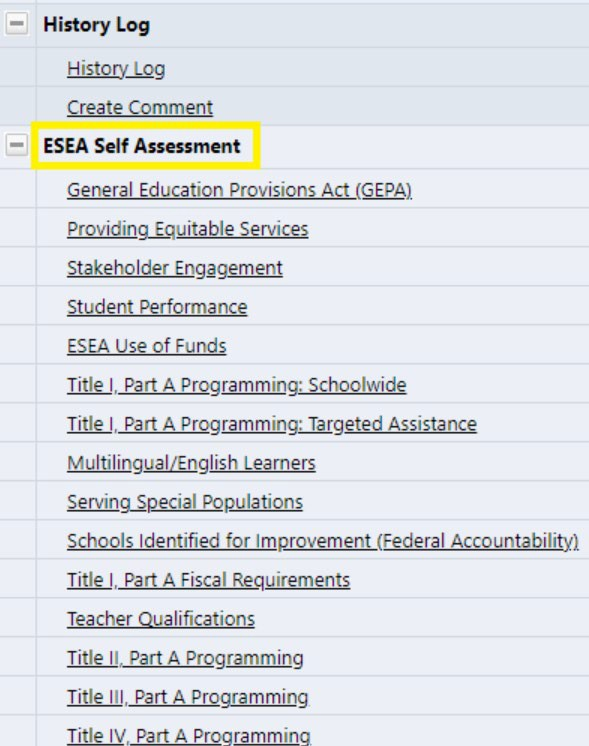 History Log
History Log
Create Comment
ESEA Self Assessment
General Education Provisions Act (GEPA)
Providing Equitable Services
Stakeholder Engagement
Student Performance
ESEA Use of Funds
Title I, Part A Programming: Schoolwide
Title I, Part A Programming: Targeted Assistance
Multilingual/English Learners
Serving Special Populations
Schools Identified for Improvement (Federal Accountability)
Title I, Part A Fiscal Requirements
Teacher Qualifications
Title II, Part A Programming
Title III, Part A Programming
Title IV, Part A Programming